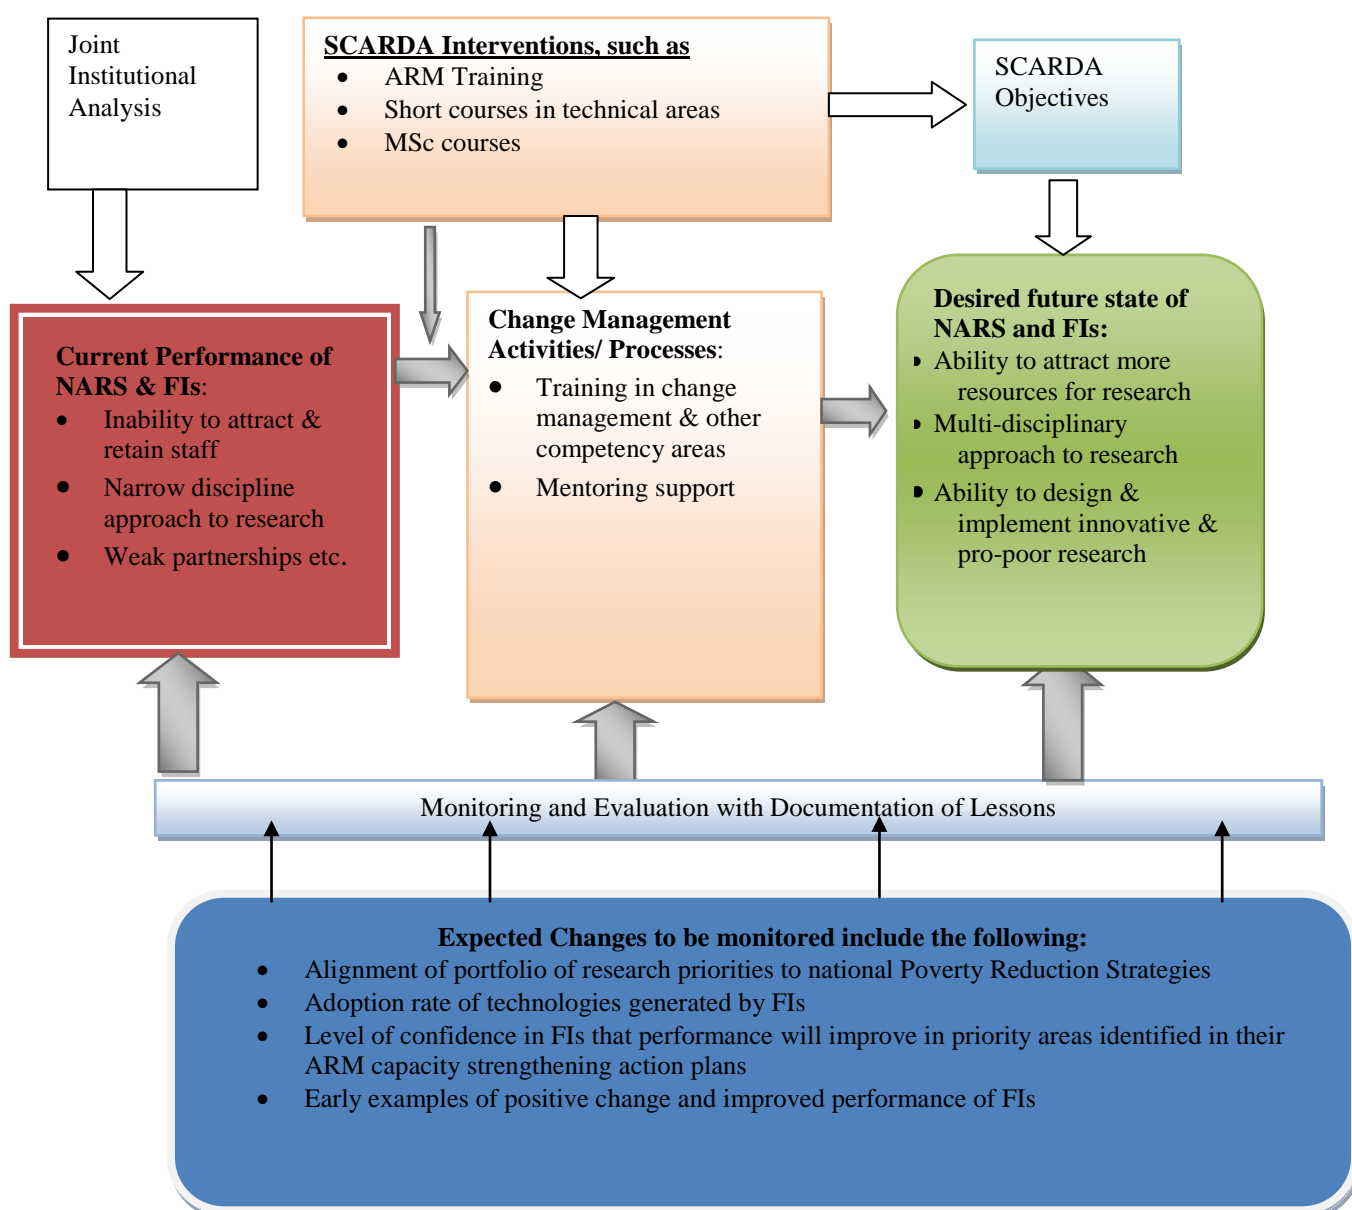 Joint
Institutional
Analysis
SCARDA Interventions, such as
• ARM Training
• Short courses in technical areas
• MSc courses
SCARDA
Objectives
Current Performance of
NARS & FIs:
• Inability to attract &
retain staff
• Narrow discipline
approach to research
• Weak partnerships etc.
Change Management
Activities/ Processes:
• Training in change
management & other
competency areas
• Mentoring support
Desired future state of
NARS and FIs:
• Ability to attract more
resources for research
• Multi-disciplinary
approach to research
• Ability to design &
implement innovative &
pro-poor research
Monitoring and Evaluation with Documentation of Lessons
Expected Changes to be monitored include the following:
• Alignment of portfolio of research priorities to national Poverty Reduction Strategies
• Adoption rate of technologies generated by FIs
• Level of confidence in FIs that performance will improve in priority areas identified in their
ARM capacity strengthening action plans
• Early examples of positive change and improved performance of FIs